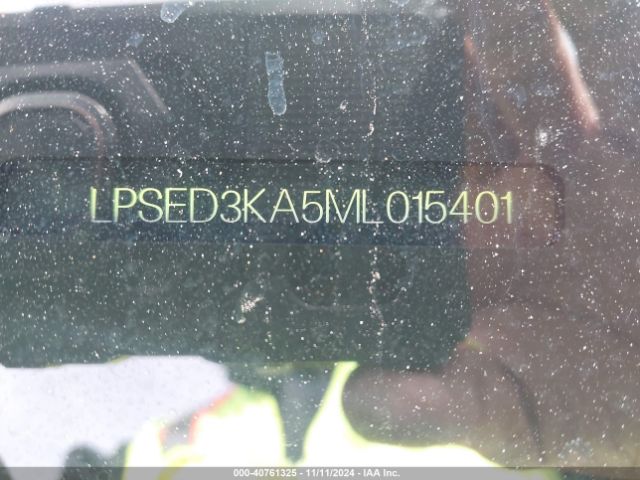 LPSED3KA5ML015401
000-40761325 - 11/11/2024 - IAA Inc.